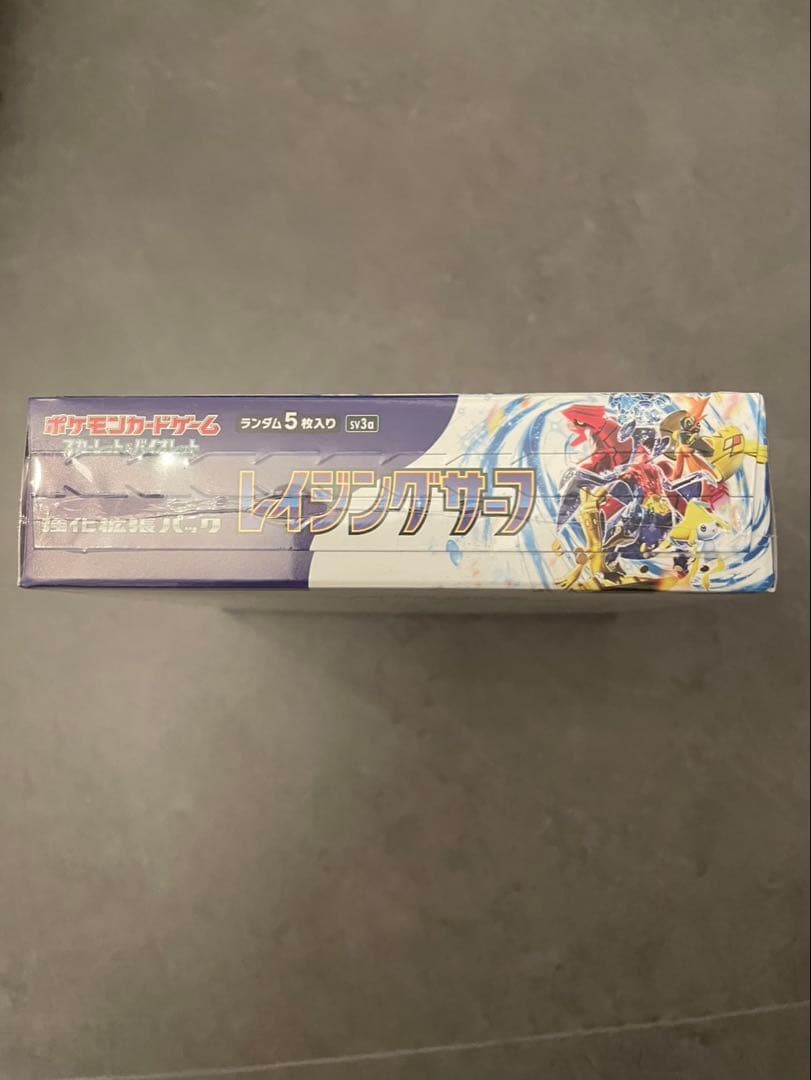 ポケモンカードゲーム
スカーレット&バイオレット
ランダム5枚入り sv3a
強化拡張パック
レイジングサーフ